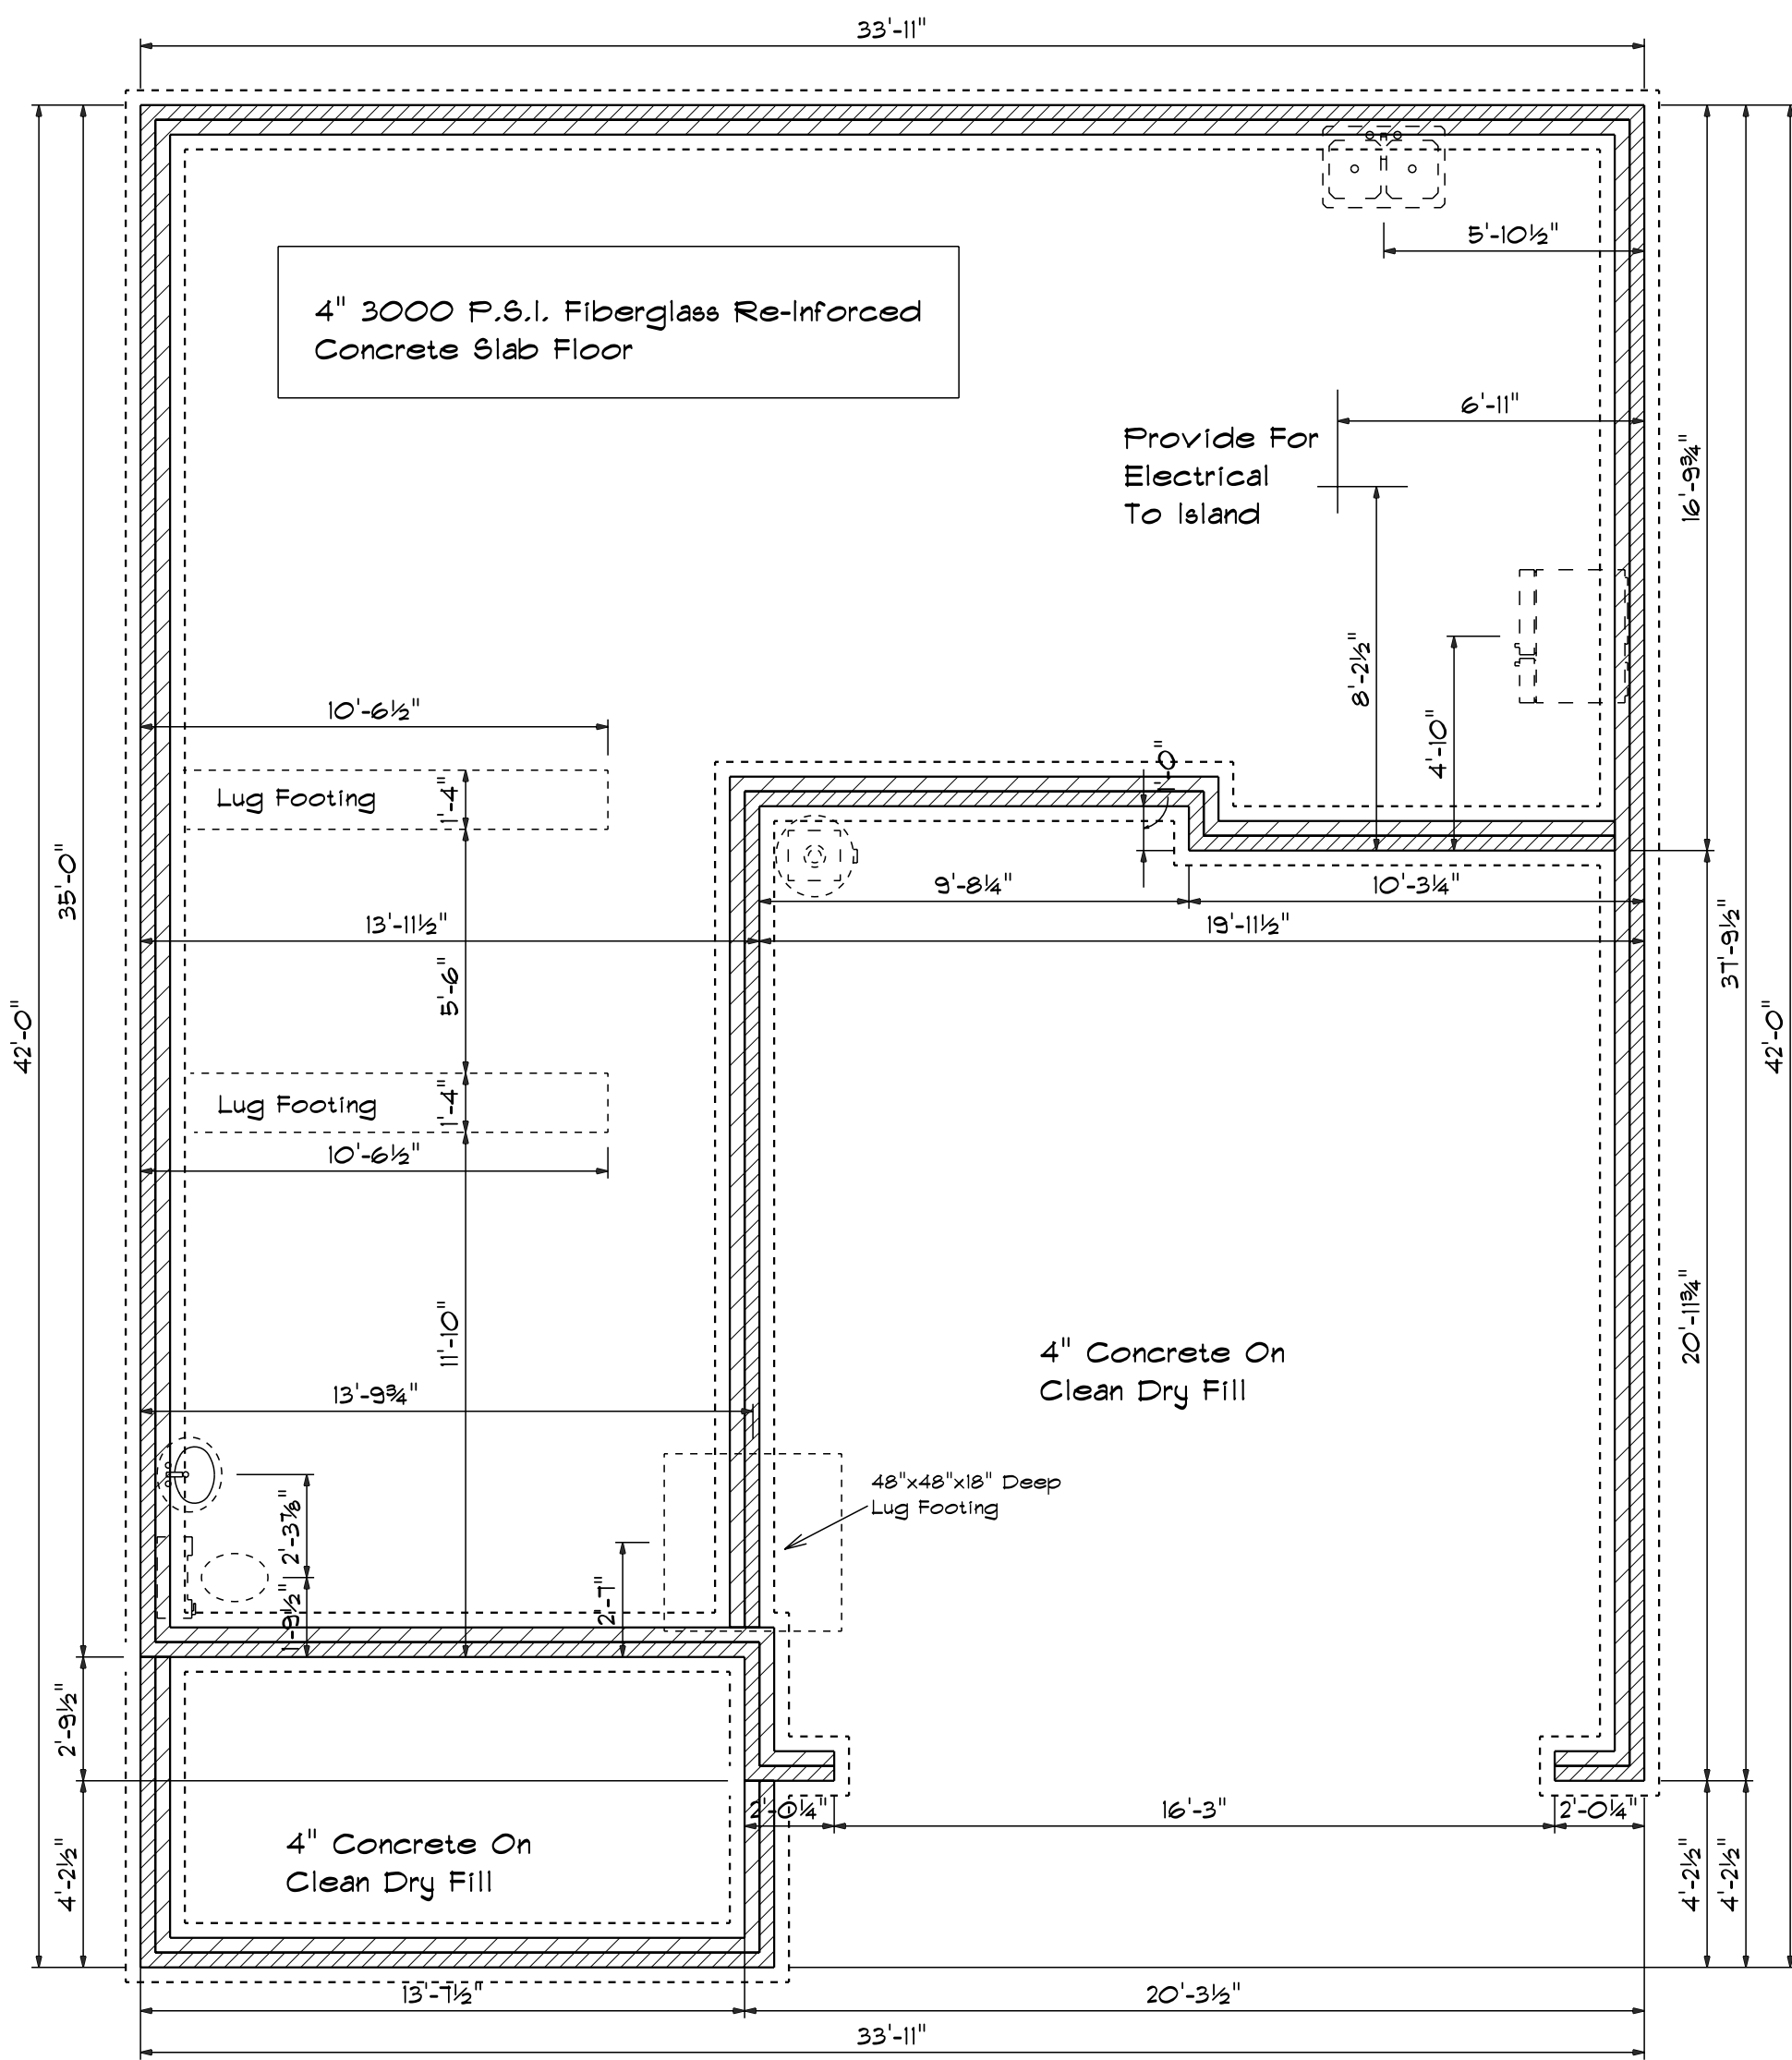 33'-11"
5'-10½"
4" 3000 P.S.I. Fiberglass Re-Inforced
Concrete Slab Floor
6'-11"
Provide For
Electrical
To Island
16'-9¾"
8'-2½"
4'-10"
10'-6½"
Lug Footing
1'-4"
1'-0"
35'-0"
9'-8¼"
10'-3¼"
13'-11½"
19'-11½"
37'-9½"
5'-6"
42'-0"
42'-0"
Lug Footing
1'-4"
10'-6½"
11'-10"
20'-11¾"
4" Concrete On
Clean Dry Fill
13'-9¾"
48"x48"x18" Deep
Lug Footing
2'-3⅞"
1'-9½"
2'-7"
2'-9½"
2'-0¼"
16'-3"
2'-0¼"
4" Concrete On
Clean Dry Fill
4'-2½"
4'-2½"
4'-2½"
13'-7½"
20'-3½"
33'-11"